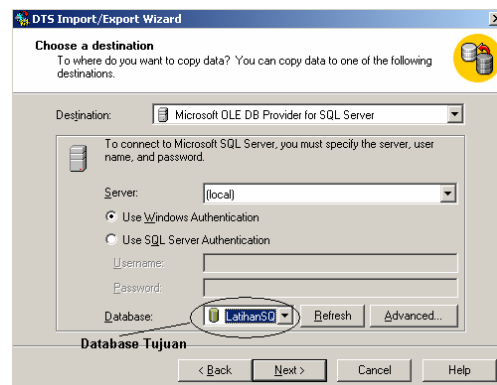 DTS Import/Export Wizard
Choose a destination
To where do you want to copy data? You can copy data to one of the following
destinations.
Destination: Microsoft OLE DB Provider for SQL Server
To connect to Microsoft SQL Server, you must specify the server, user
name, and password.
Server: (local)
Use Windows Authentication
Use SQL Server Authentication
Username:
Password:
Database: LatihanSQ Refresh Advanced...
Database Tujuan
< Back Next > Cancel Help